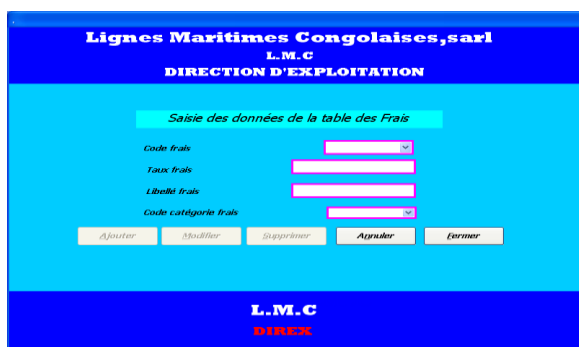 Lignes Maritimes Congolaises,sarl
L.M.C
DIRECTION D'EXPLOITATION
Saisie des données de la table des Frais
Code frais
Taux frais
Libellé frais
Code catégorie frais
Ajouter Modifier Supprimer Annuler Fermer
L.M.C
DIREX